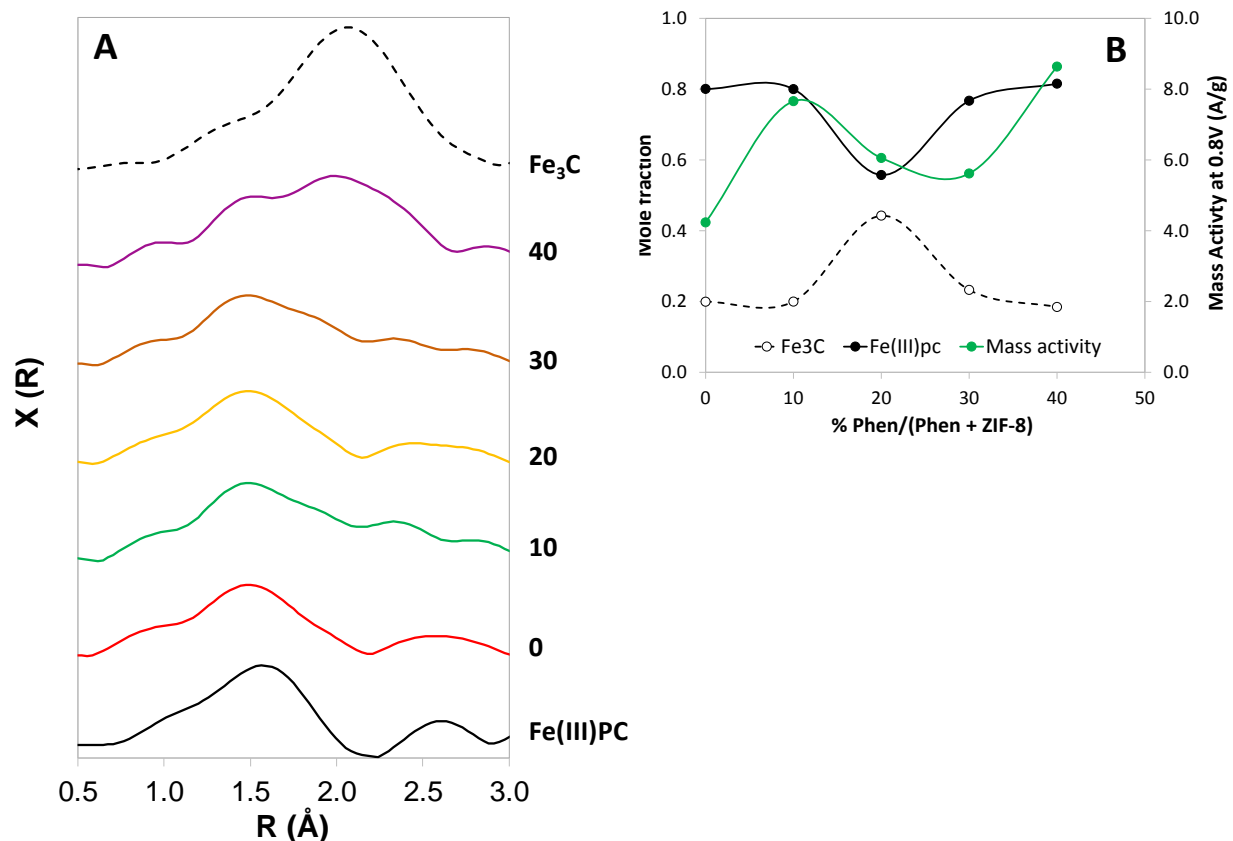 A
Fe₃C
40
30
20
10
0
Fe(III)PC
X (R)
0.5 1.0 1.5 2.0 2.5 3.0
R (Å)
B
1.0
0.8
0.6
0.4
0.2
0.0
Mole fraction
10.0
8.0
6.0
4.0
2.0
0.0
Mass Activty at 0.8V (A/g)
Fe3C Fe(III)pc Mass activity
0 10 20 30 40 50
% Phen/(Phen + ZIF-8)